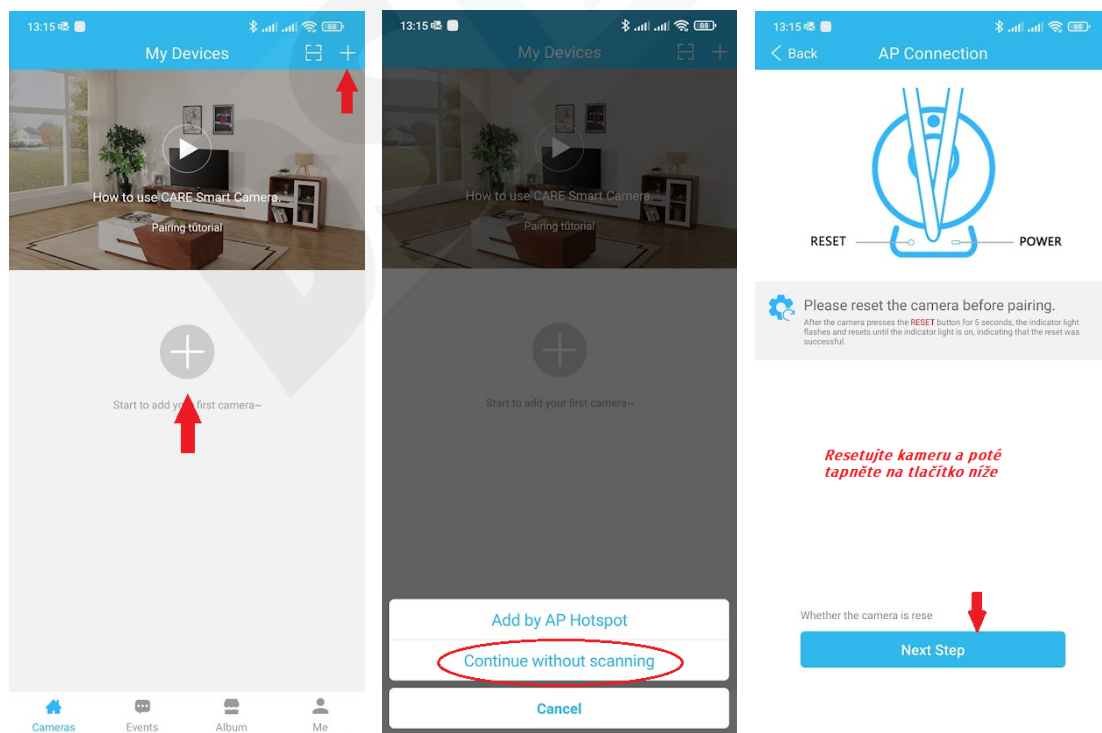 13:15
88
My Devices
How to use CARE Smart Camera.
Pairing tutorial
Start to add your first camera~
Cameras
Events
Album
Me
13:15
88
My Devices
How to use CARE Smart Camera.
Pairing tutorial
Start to add your first camera~
Add by AP Hotspot
Continue without scanning
Cancel
13:15
88
Back
AP Connection
RESET
POWER
Please reset the camera before pairing.
After the camera presses the RESET button for 5 seconds, the indicator light
flashes and resets until the indicator light is on, indicating that the reset was
successful.
Resetujte kameru a poté
tapněte na tlačítko níže
Whether the camera is rese
Next Step